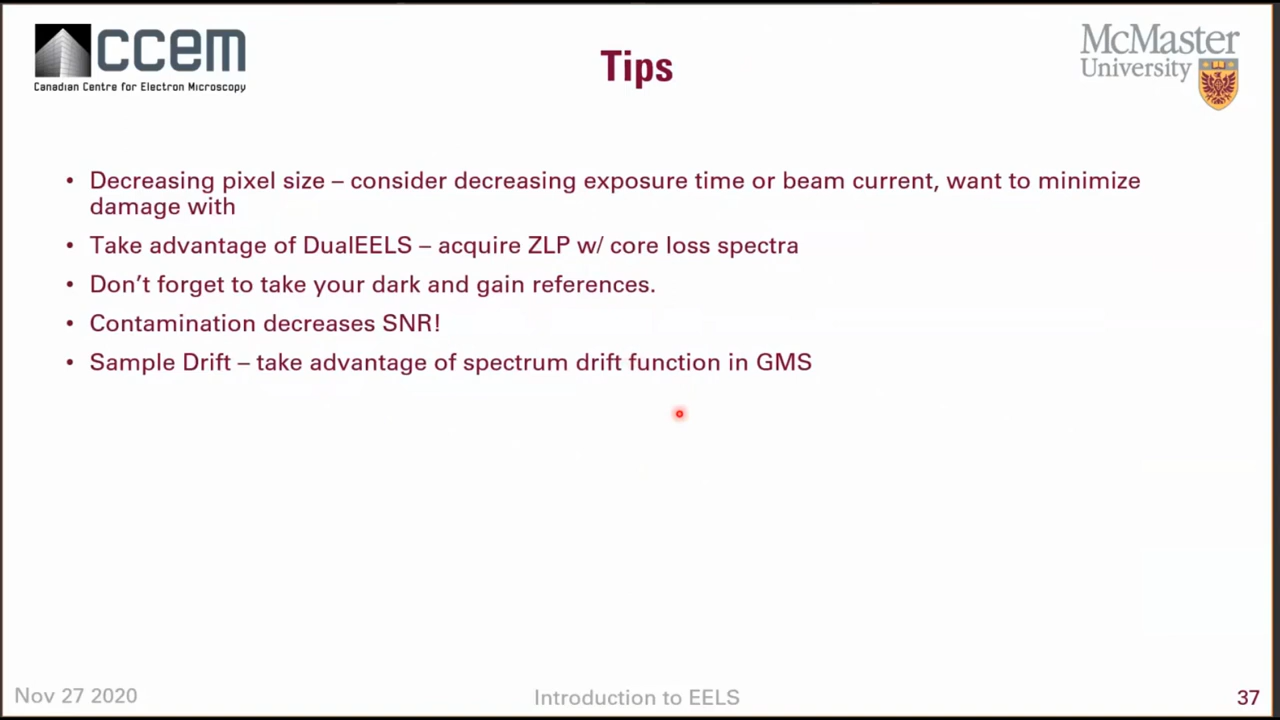 ccem
Canadian Centre for Electron Microscopy
Tips
McMaster
University
• Decreasing pixel size – consider decreasing exposure time or beam current, want to minimize
damage with
• Take advantage of DualEELS – acquire ZLP w/ core loss spectra
• Don’t forget to take your dark and gain references.
• Contamination decreases SNR!
• Sample Drift – take advantage of spectrum drift function in GMS
Nov 27 2020
Introduction to EELS
37